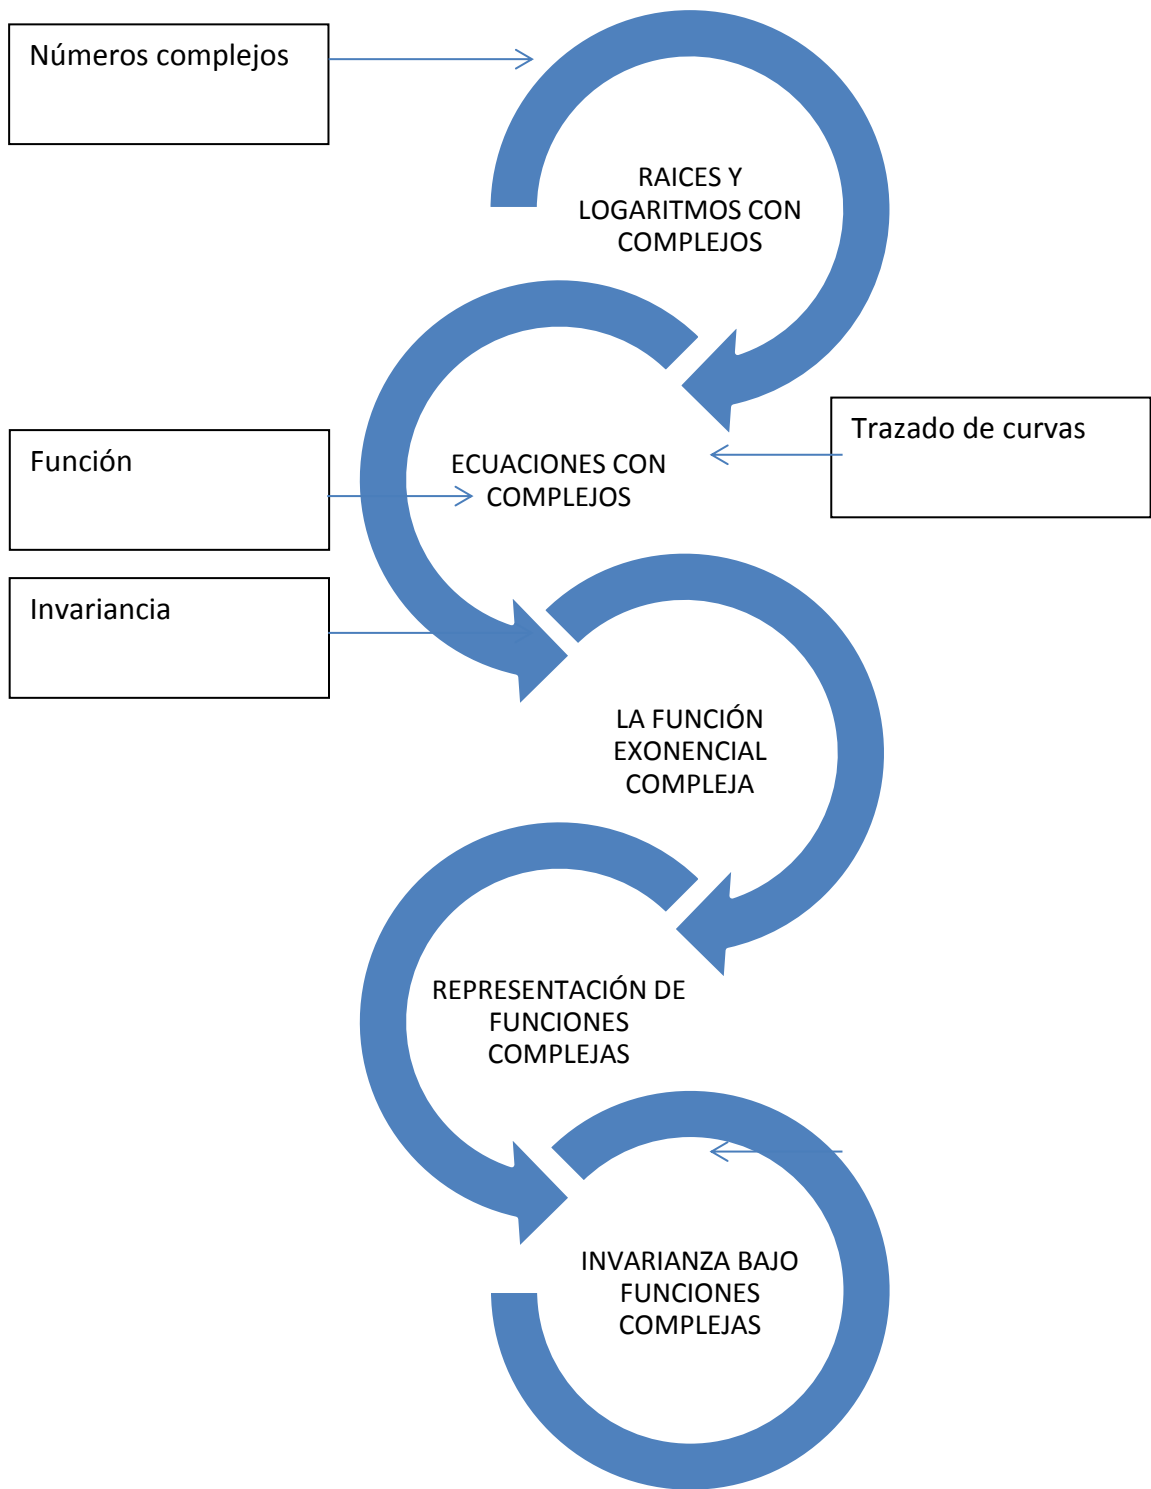 Números complejos
RAICES Y
LOGARITMOS CON
COMPLEJOS
Trazado de curvas
Función
ECUACIONES CON
COMPLEJOS
Invariancia
LA FUNCIÓN
EXONENCIAL
COMPLEJA
REPRESENTACIÓN DE
FUNCIONES
COMPLEJAS
INVARIANZA BAJO
FUNCIONES
COMPLEJAS